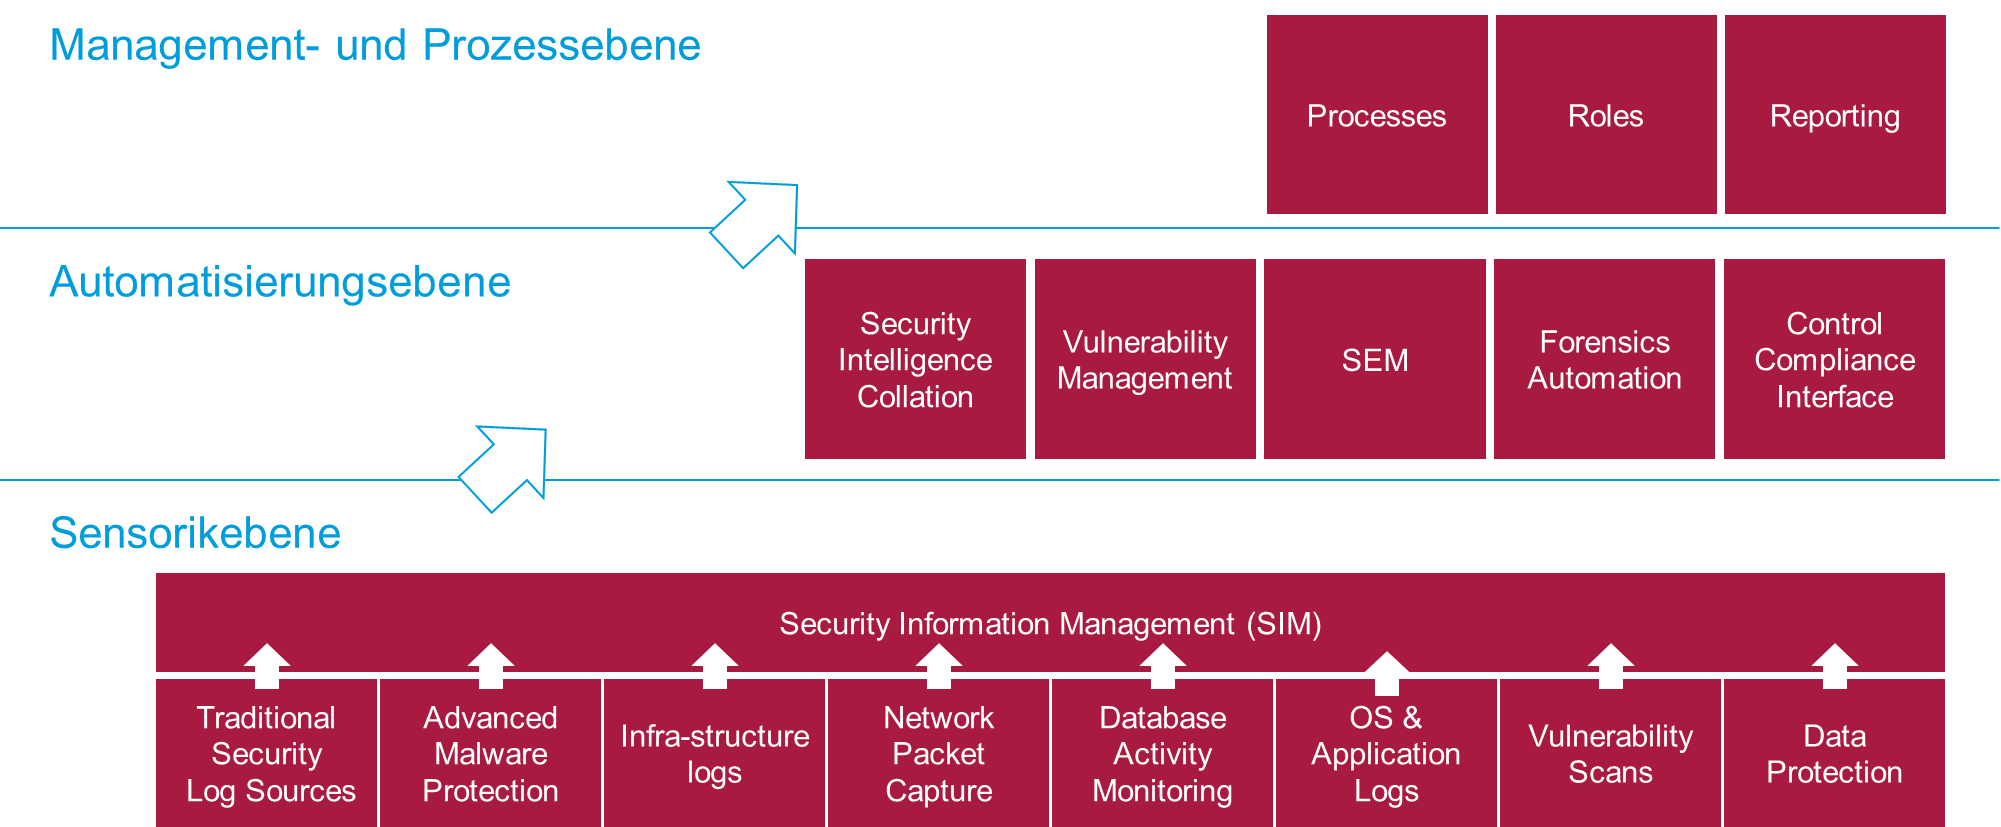 Management- und Prozessebene
Processes
Roles
Reporting
Automatisierungsebene
Security
Intelligence
Collation
Vulnerability
Management
SEM
Forensics
Automation
Control
Compliance
Interface
Sensorikebene
Security Information Management (SIM)
Traditional
Security
Log Sources
Advanced
Malware
Protection
Infra-structure
logs
Network
Packet
Capture
Database
Activity
Monitoring
OS &
Application
Logs
Vulnerability
Scans
Data
Protection